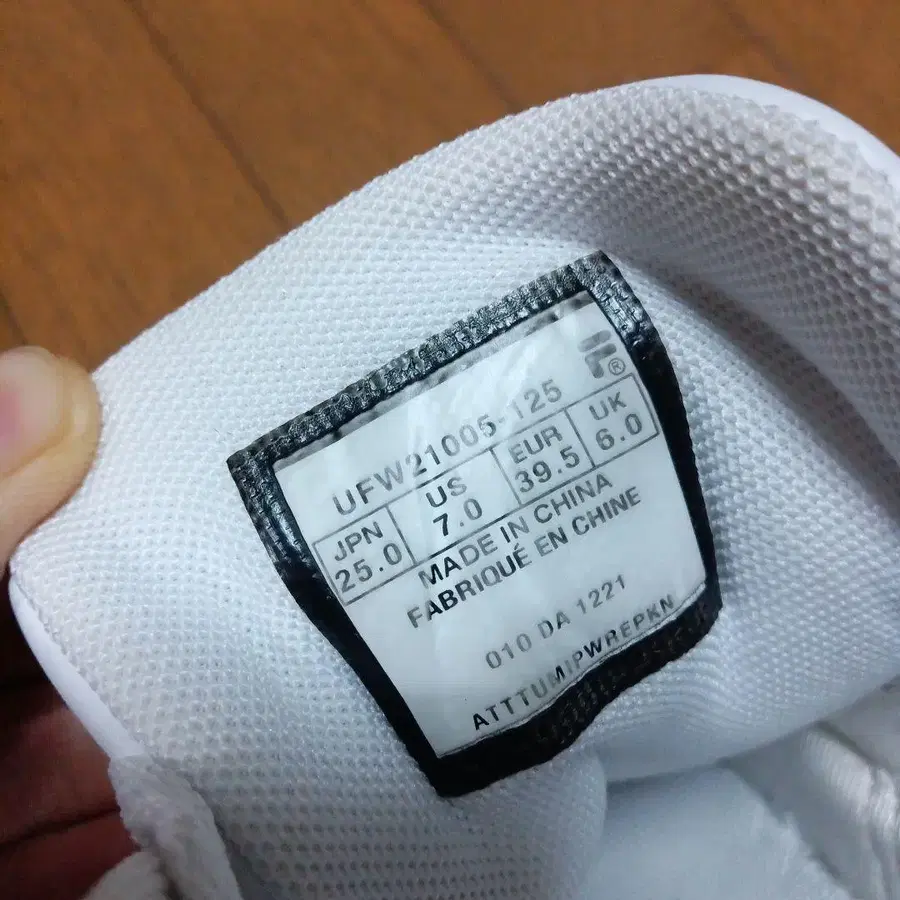 UFW21005-125
JPN US EUR UK
25.0 7.0 39.5 6.0
MADE IN CHINA
FABRIQUÉ EN CHINE
010 DA 1221
ATTTUMIPWREPKN